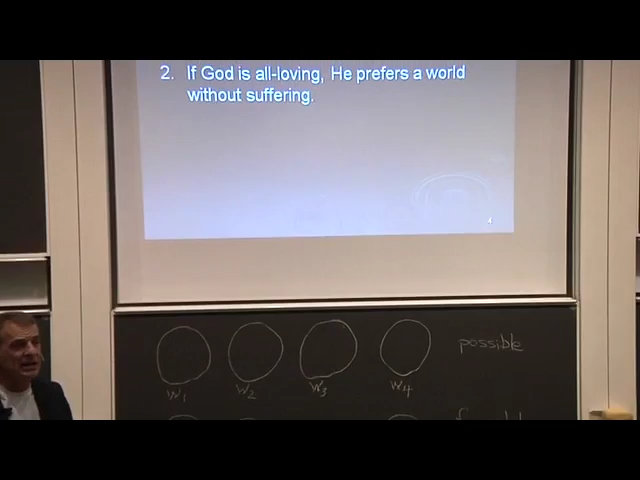 2. If God is all-loving, He prefers a world
without suffering.
4
possible
W1 W2 W3 W4